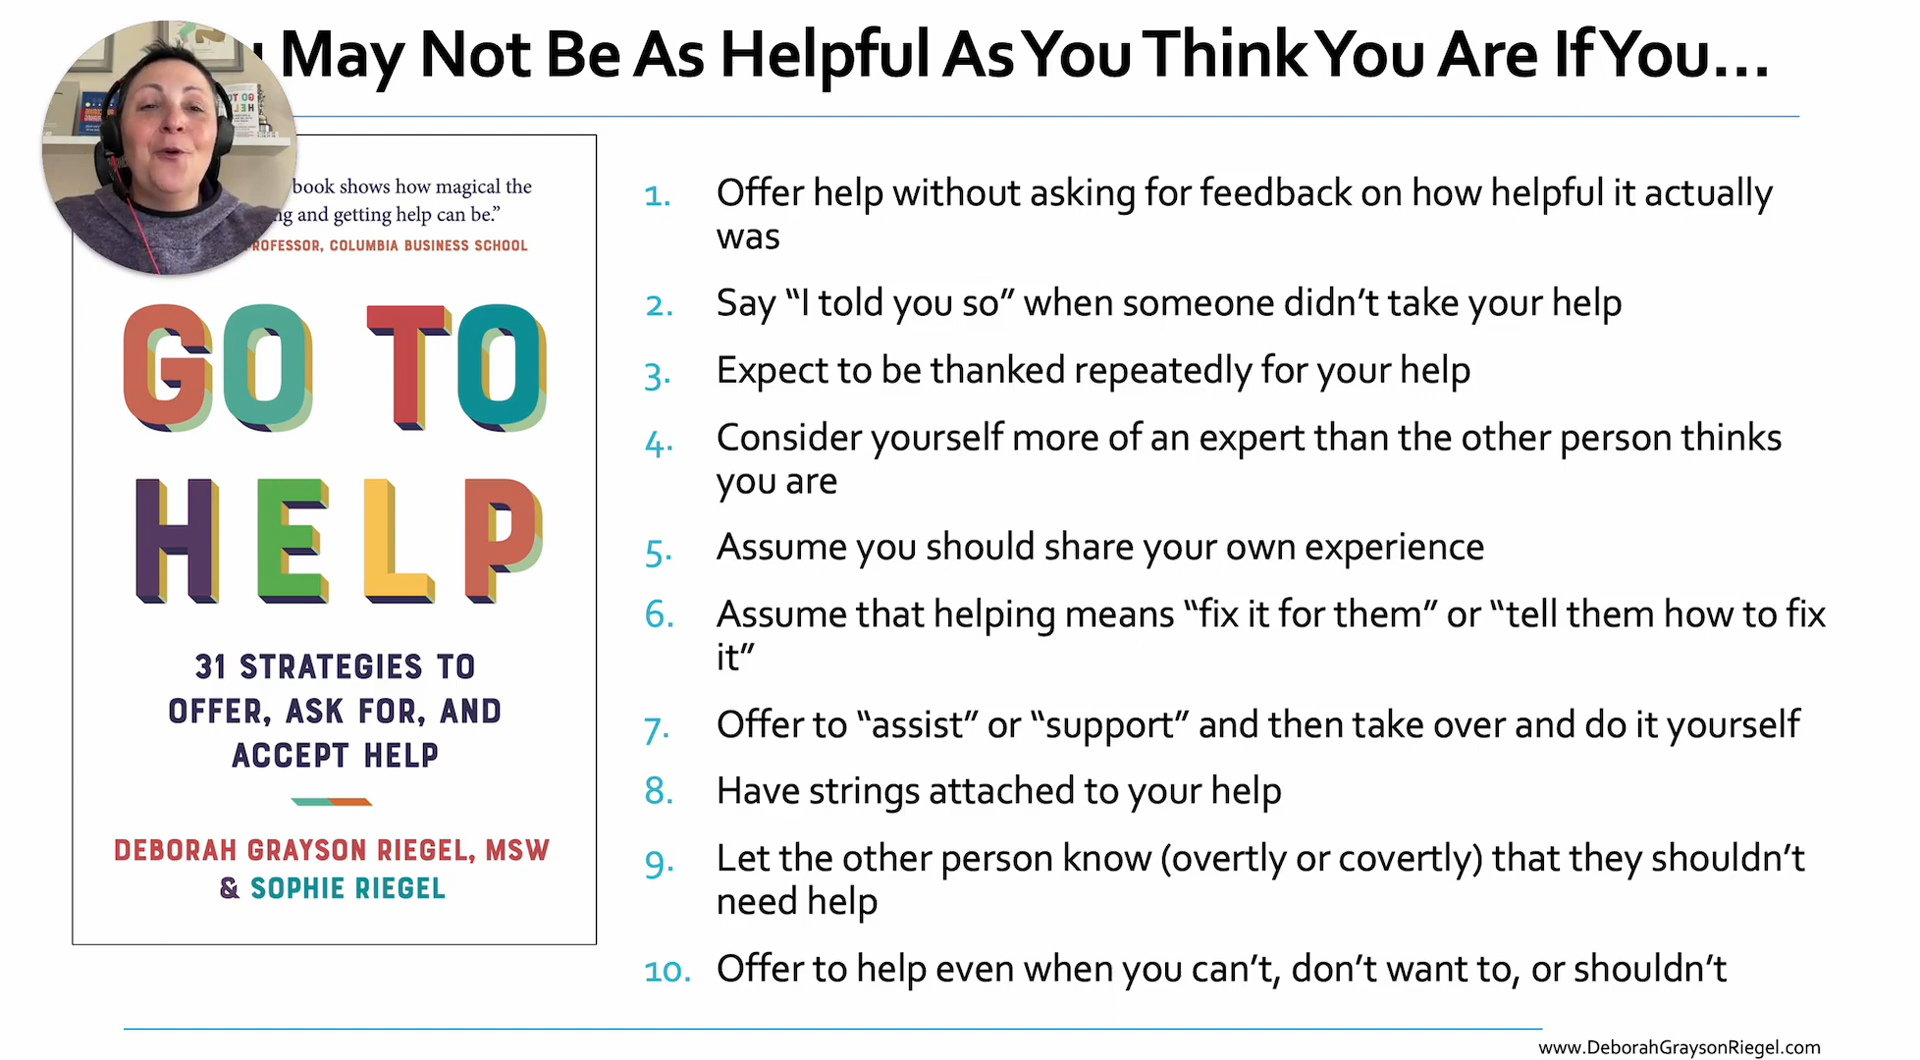 May Not Be As Helpful As You Think You Are If You...
book shows how magical the
and getting help can be.”
COLUMBIA BUSINESS SCHOOL
GO TO
HELP
31 STRATEGIES TO
OFFER, ASK FOR, AND
ACCEPT HELP
DEBORAH GRAYSON RIEGEL, MSW
& SOPHIE RIEGEL
1. Offer help without asking for feedback on how helpful it actually
was
2. Say “I told you so” when someone didn’t take your help
3. Expect to be thanked repeatedly for your help
4. Consider yourself more of an expert than the other person thinks
you are
5. Assume you should share your own experience
6. Assume that helping means “fix it for them” or “tell them how to fix
it”
7. Offer to “assist” or “support” and then take over and do it yourself
8. Have strings attached to your help
9. Let the other person know (overtly or covertly) that they shouldn’t
need help
10. Offer to help even when you can’t, don’t want to, or shouldn’t
www.DeborahGraysonRiegel.com